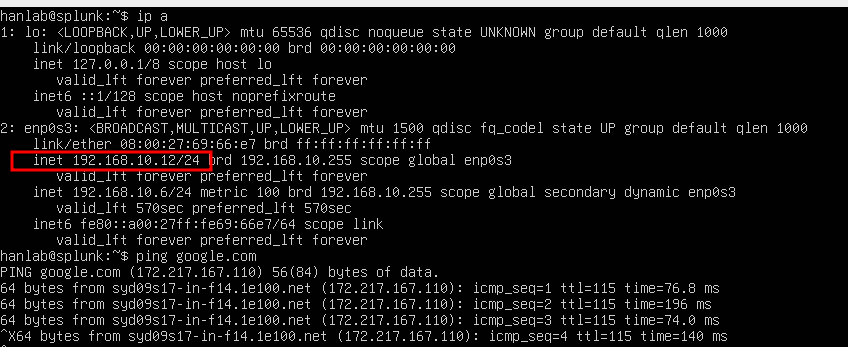 hanlab@splunk:~$ ip a
1: lo: <LOOPBACK,UP,LOWER_UP> mtu 65536 qdisc noqueue state UNKNOWN group default qlen 1000
link/loopback 00:00:00:00:00:00 brd 00:00:00:00:00:00
inet 127.0.0.1/8 scope host lo
valid_lft forever preferred_lft forever
inet6 ::1/128 scope host noprefixroute
valid_lft forever preferred_lft forever
2: enp0s3: <BROADCAST,MULTICAST,UP,LOWER_UP> mtu 1500 qdisc fq_codel state UP group default qlen 1000
link/ether 08:00:27:69:66:e7 brd ff:ff:ff:ff:ff:ff
inet 192.168.10.12/24 brd 192.168.10.255 scope global enp0s3
valid_lft forever preferred_lft forever
inet 192.168.10.6/24 metric 100 brd 192.168.10.255 scope global secondary dynamic enp0s3
valid_lft 570sec preferred_lft 570sec
inet6 fe80::a00:27ff:fe69:66e7/64 scope link
valid_lft forever preferred_lft forever
hanlab@splunk:~$ ping google.com
PING google.com (172.217.167.110) 56(84) bytes of data.
64 bytes from syd09s17-in-f14.1e100.net (172.217.167.110): icmp_seq=1 ttl=115 time=76.8 ms
64 bytes from syd09s17-in-f14.1e100.net (172.217.167.110): icmp_seq=2 ttl=115 time=196 ms
64 bytes from syd09s17-in-f14.1e100.net (172.217.167.110): icmp_seq=3 ttl=115 time=74.0 ms
^X64 bytes from syd09s17-in-f14.1e100.net (172.217.167.110): icmp_seq=4 ttl=115 time=140 ms